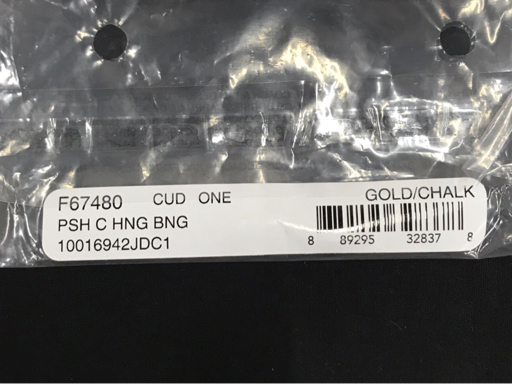 F67480 CUD ONE GOLD/CHALK
PSH C HNG BNG
10016942JDC1
8 89295 32837 8